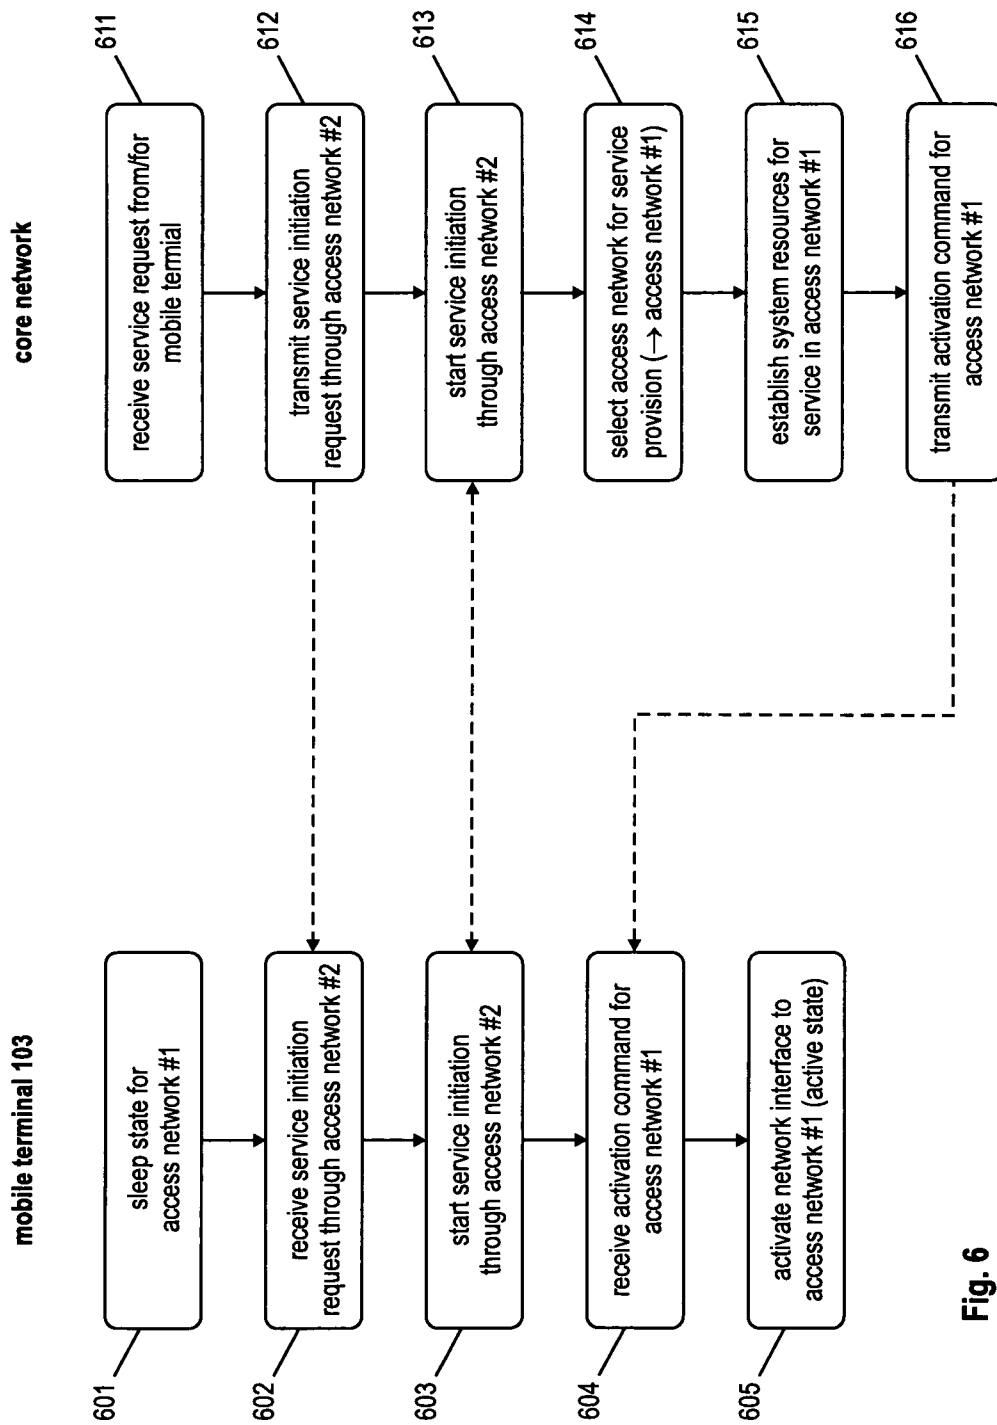 mobile terminal 103
core network
601
sleep state for
access network #1
602
receive service initiation
request through access network #2
603
start service initiation
through access network #2
604
receive activation command for
access network #1
605
activate network interface to
access network #1 (active state)
611
receive service request from/for
mobile termial
612
transmit service initiation
request through access network #2
613
start service initiation
through access network #2
614
select access network for service
provision (→ access network #1)
615
establish system resources for
service in access network #1
616
transmit activation command for
access network #1
Fig. 6